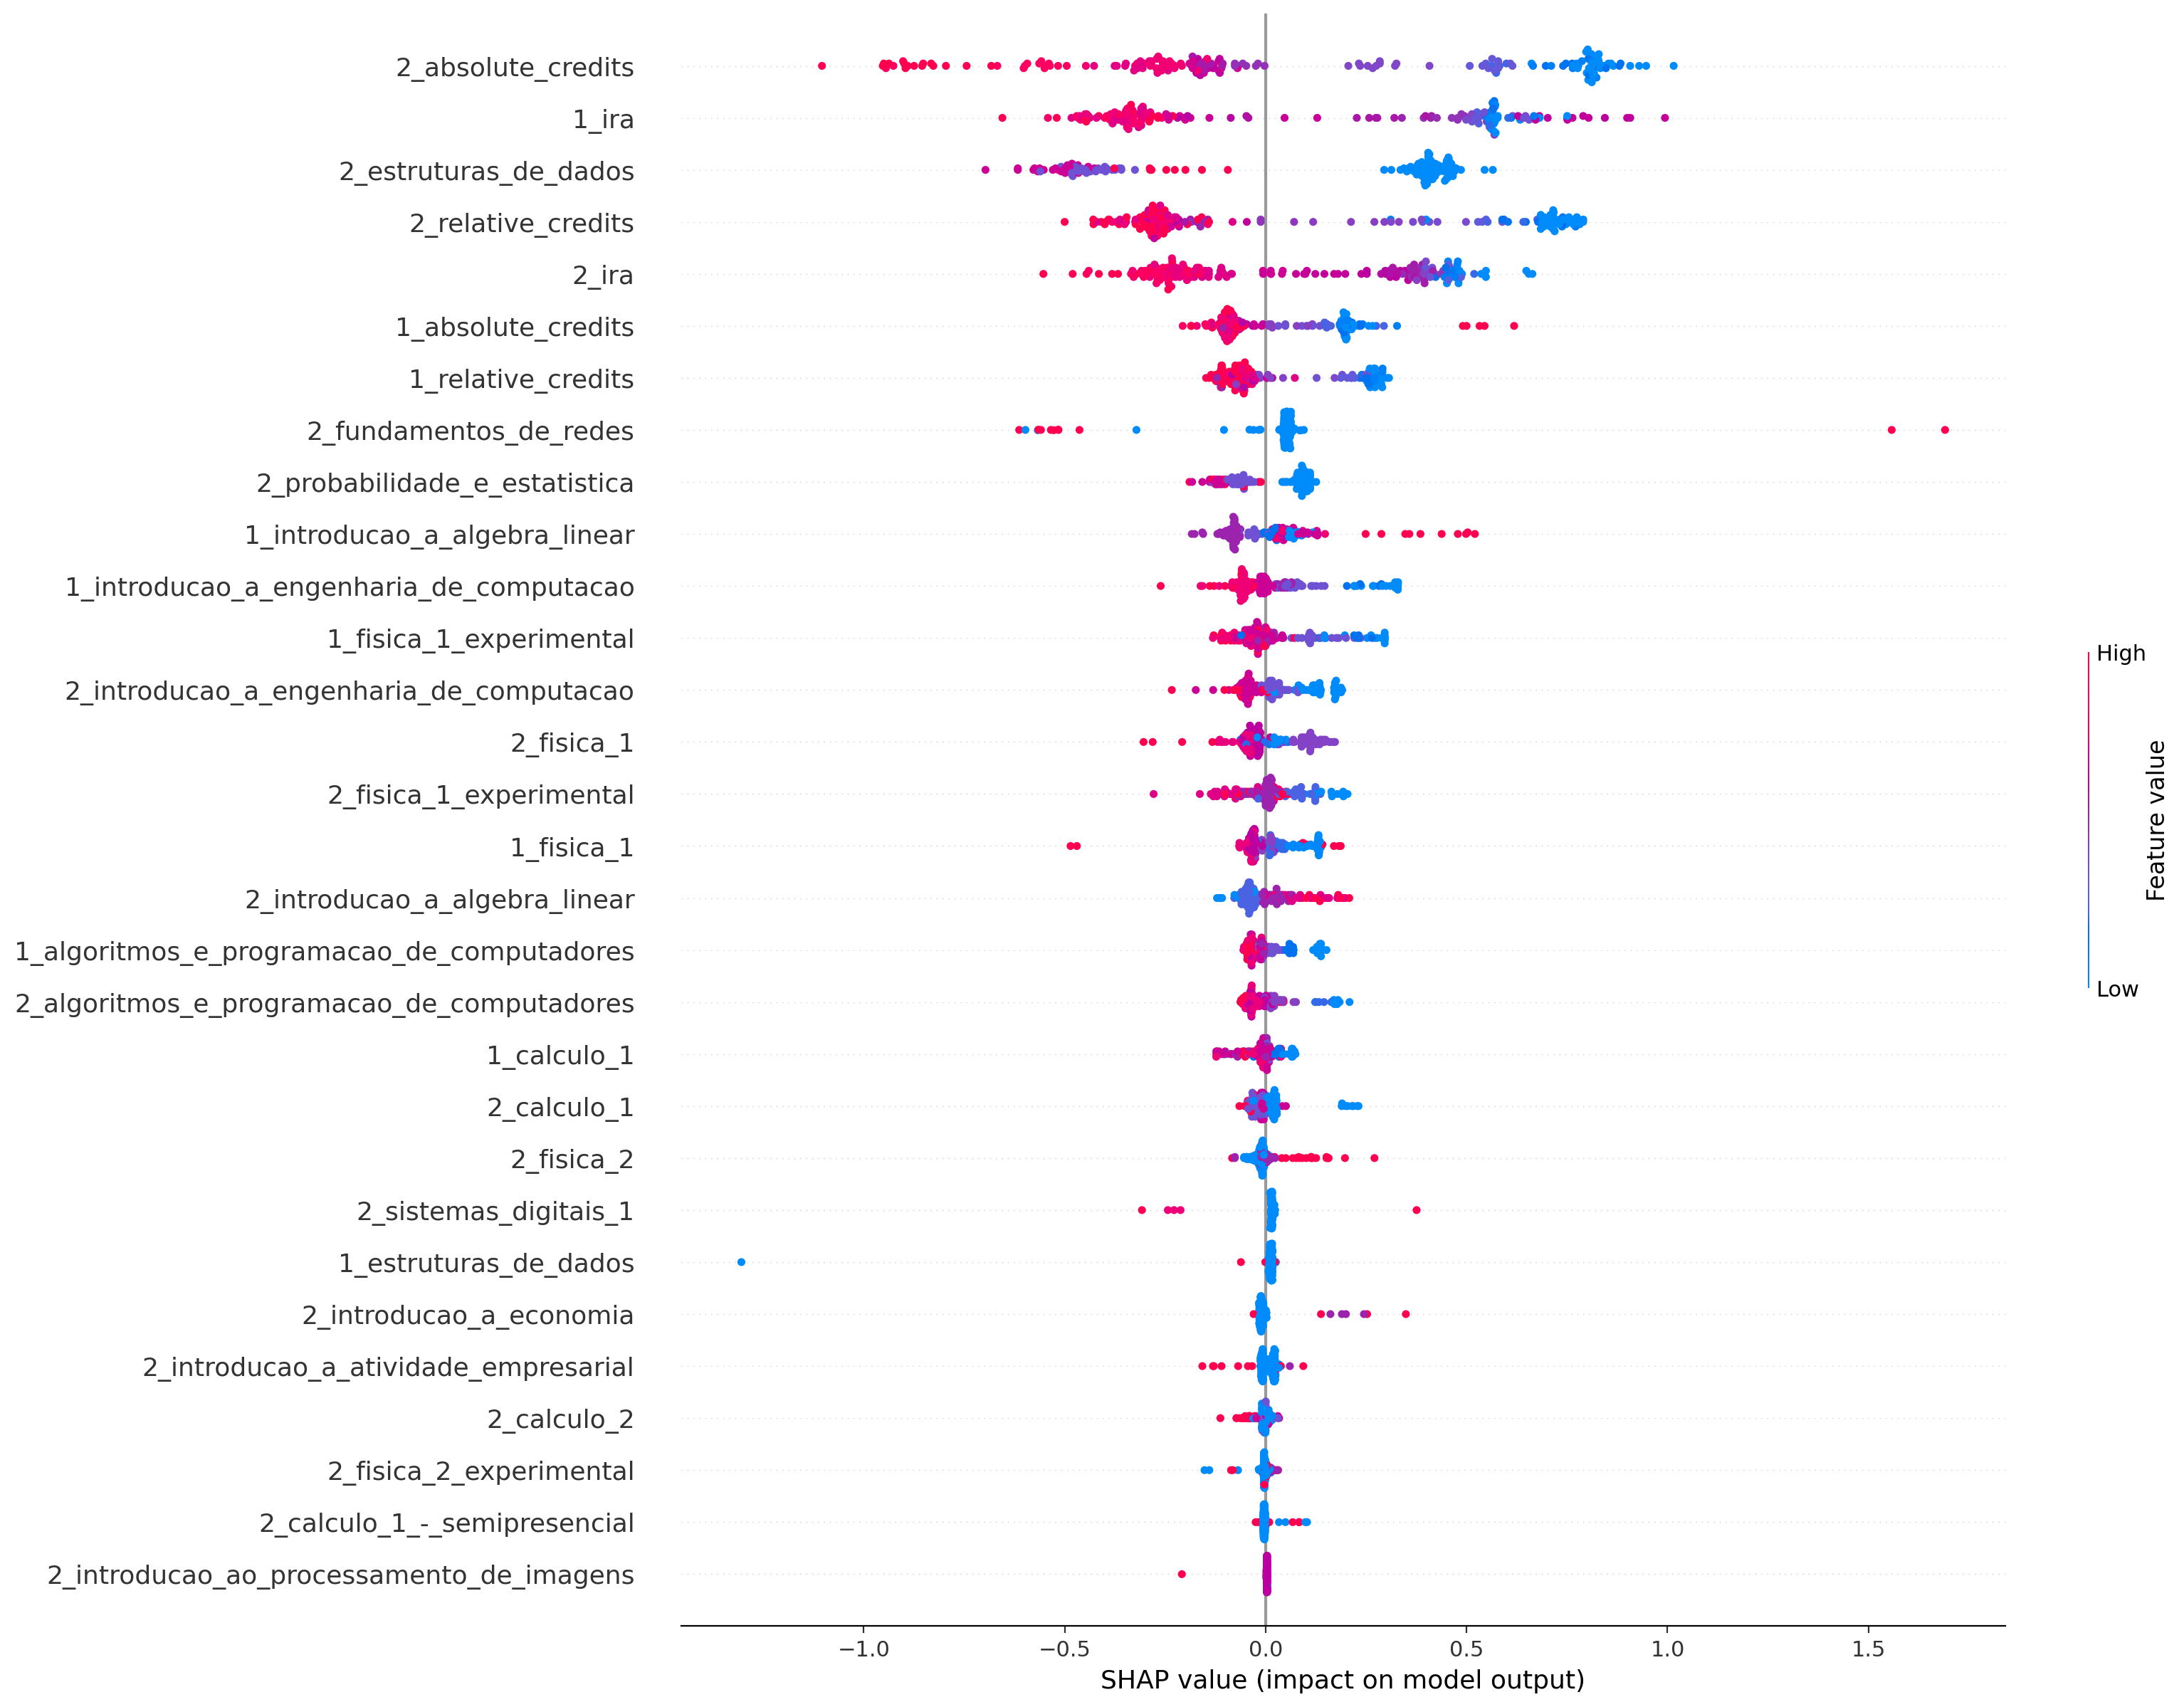 2_absolute_credits
1_ira
2_estruturas_de_dados
2_relative_credits
2_ira
1_absolute_credits
1_relative_credits
2_fundamentos_de_redes
2_probabilidade_e_estatistica
1_introducao_a_algebra_linear
1_introducao_a_engenharia_de_computacao
1_fisica_1_experimental
2_introducao_a_engenharia_de_computacao
2_fisica_1
2_fisica_1_experimental
1_fisica_1
2_introducao_a_algebra_linear
1_algoritmos_e_programacao_de_computadores
2_algoritmos_e_programacao_de_computadores
1_calculo_1
2_calculo_1
2_fisica_2
2_sistemas_digitais_1
1_estruturas_de_dados
2_introducao_a_economia
2_introducao_a_atividade_empresarial
2_calculo_2
2_fisica_2_experimental
2_calculo_1_-_semipresencial
2_introducao_ao_processamento_de_imagens
−1.0 −0.5 0.0 0.5 1.0 1.5
SHAP value (impact on model output)
High
Feature value
Low